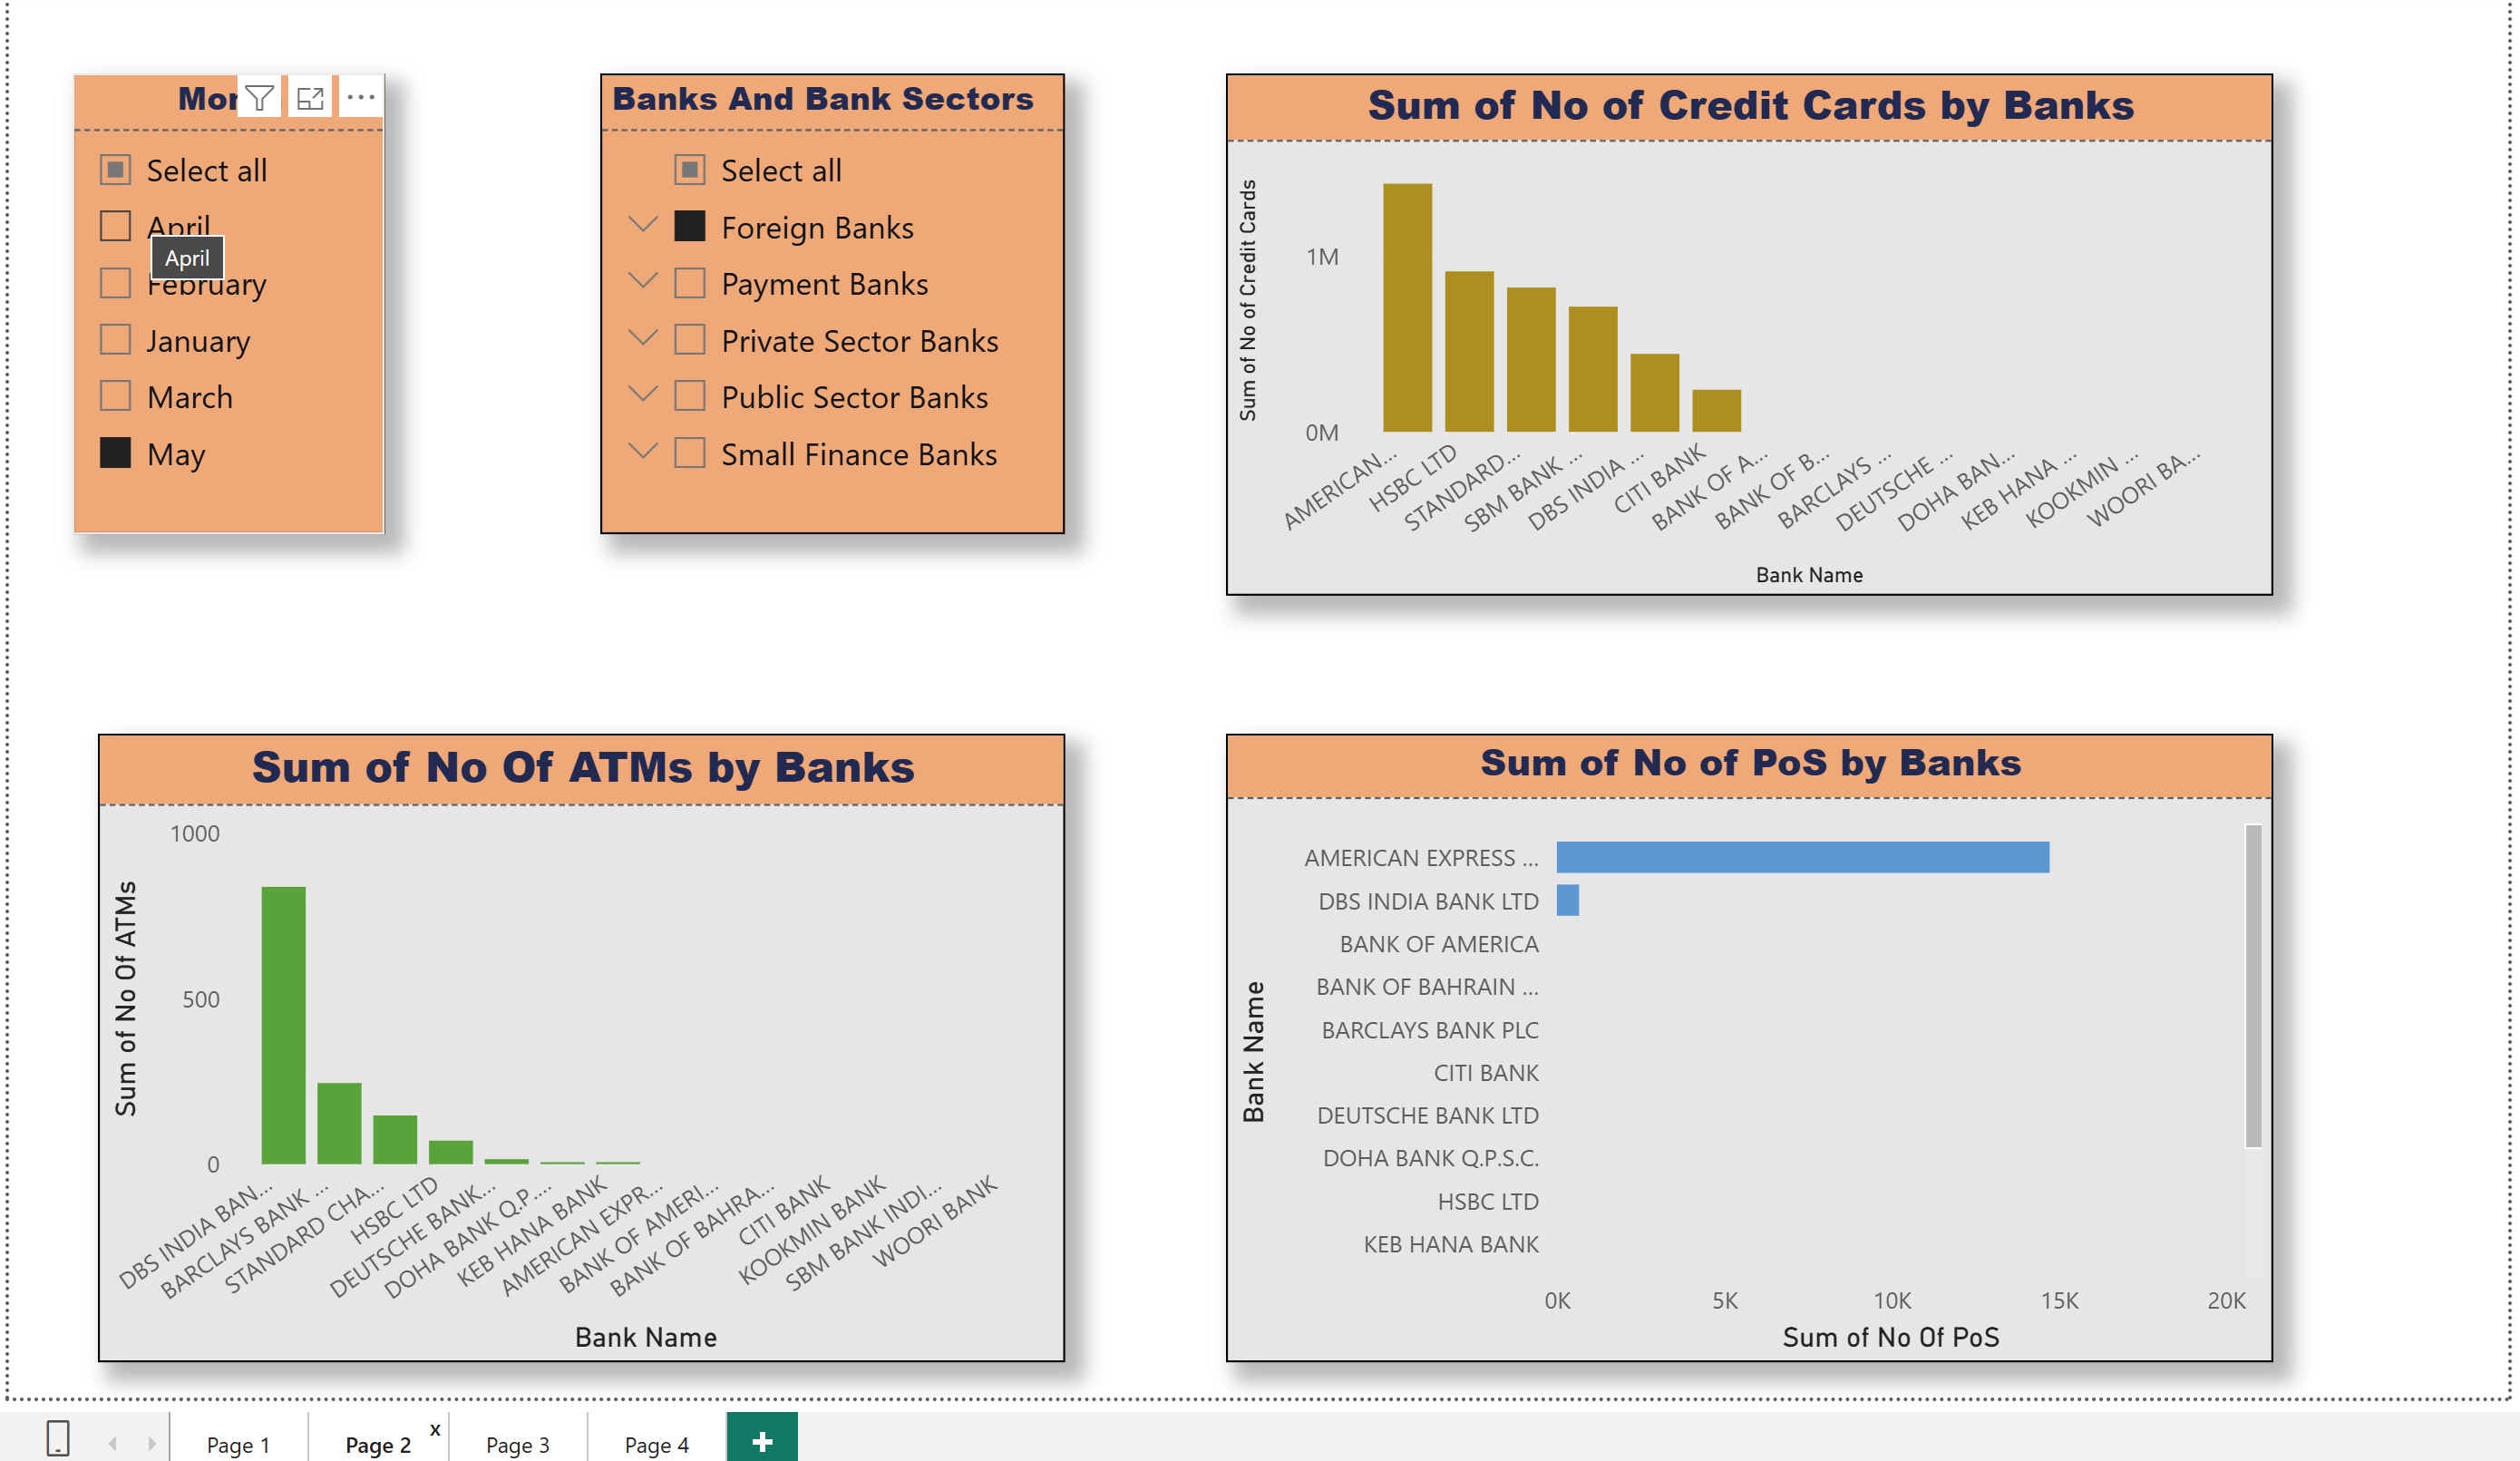 Mon
Select all
April
April
February
January
March
May
Banks And Bank Sectors
Select all
Foreign Banks
Payment Banks
Private Sector Banks
Public Sector Banks
Small Finance Banks
Sum of No of Credit Cards by Banks
Sum of No of Credit Cards
1M
0M
AMERICAN...
HSBC LTD
STANDARD...
SBM BANK ...
DBS INDIA ...
CITI BANK
BANK OF A...
BANK OF B...
BARCLAYS ...
DEUTSCHE ...
DOHA BAN...
KEB HANA ...
KOOKMIN ...
WOORI BA...
Bank Name
Sum of No Of ATMs by Banks
Sum of No Of ATMs
1000
500
0
DBS INDIA BAN...
BARCLAYS BANK ...
STANDARD CHA...
HSBC LTD
DEUTSCHE BANK...
DOHA BANK Q.P....
KEB HANA BANK
AMERICAN EXPR...
BANK OF AMERI...
BANK OF BAHRA...
CITI BANK
KOOKMIN BANK
SBM BANK INDI...
WOORI BANK
Bank Name
Sum of No of PoS by Banks
Bank Name
AMERICAN EXPRESS ...
DBS INDIA BANK LTD
BANK OF AMERICA
BANK OF BAHRAIN ...
BARCLAYS BANK PLC
CITI BANK
DEUTSCHE BANK LTD
DOHA BANK Q.P.S.C.
HSBC LTD
KEB HANA BANK
0K 5K 10K 15K 20K
Sum of No Of PoS
Page 1 Page 2 x Page 3 Page 4 +